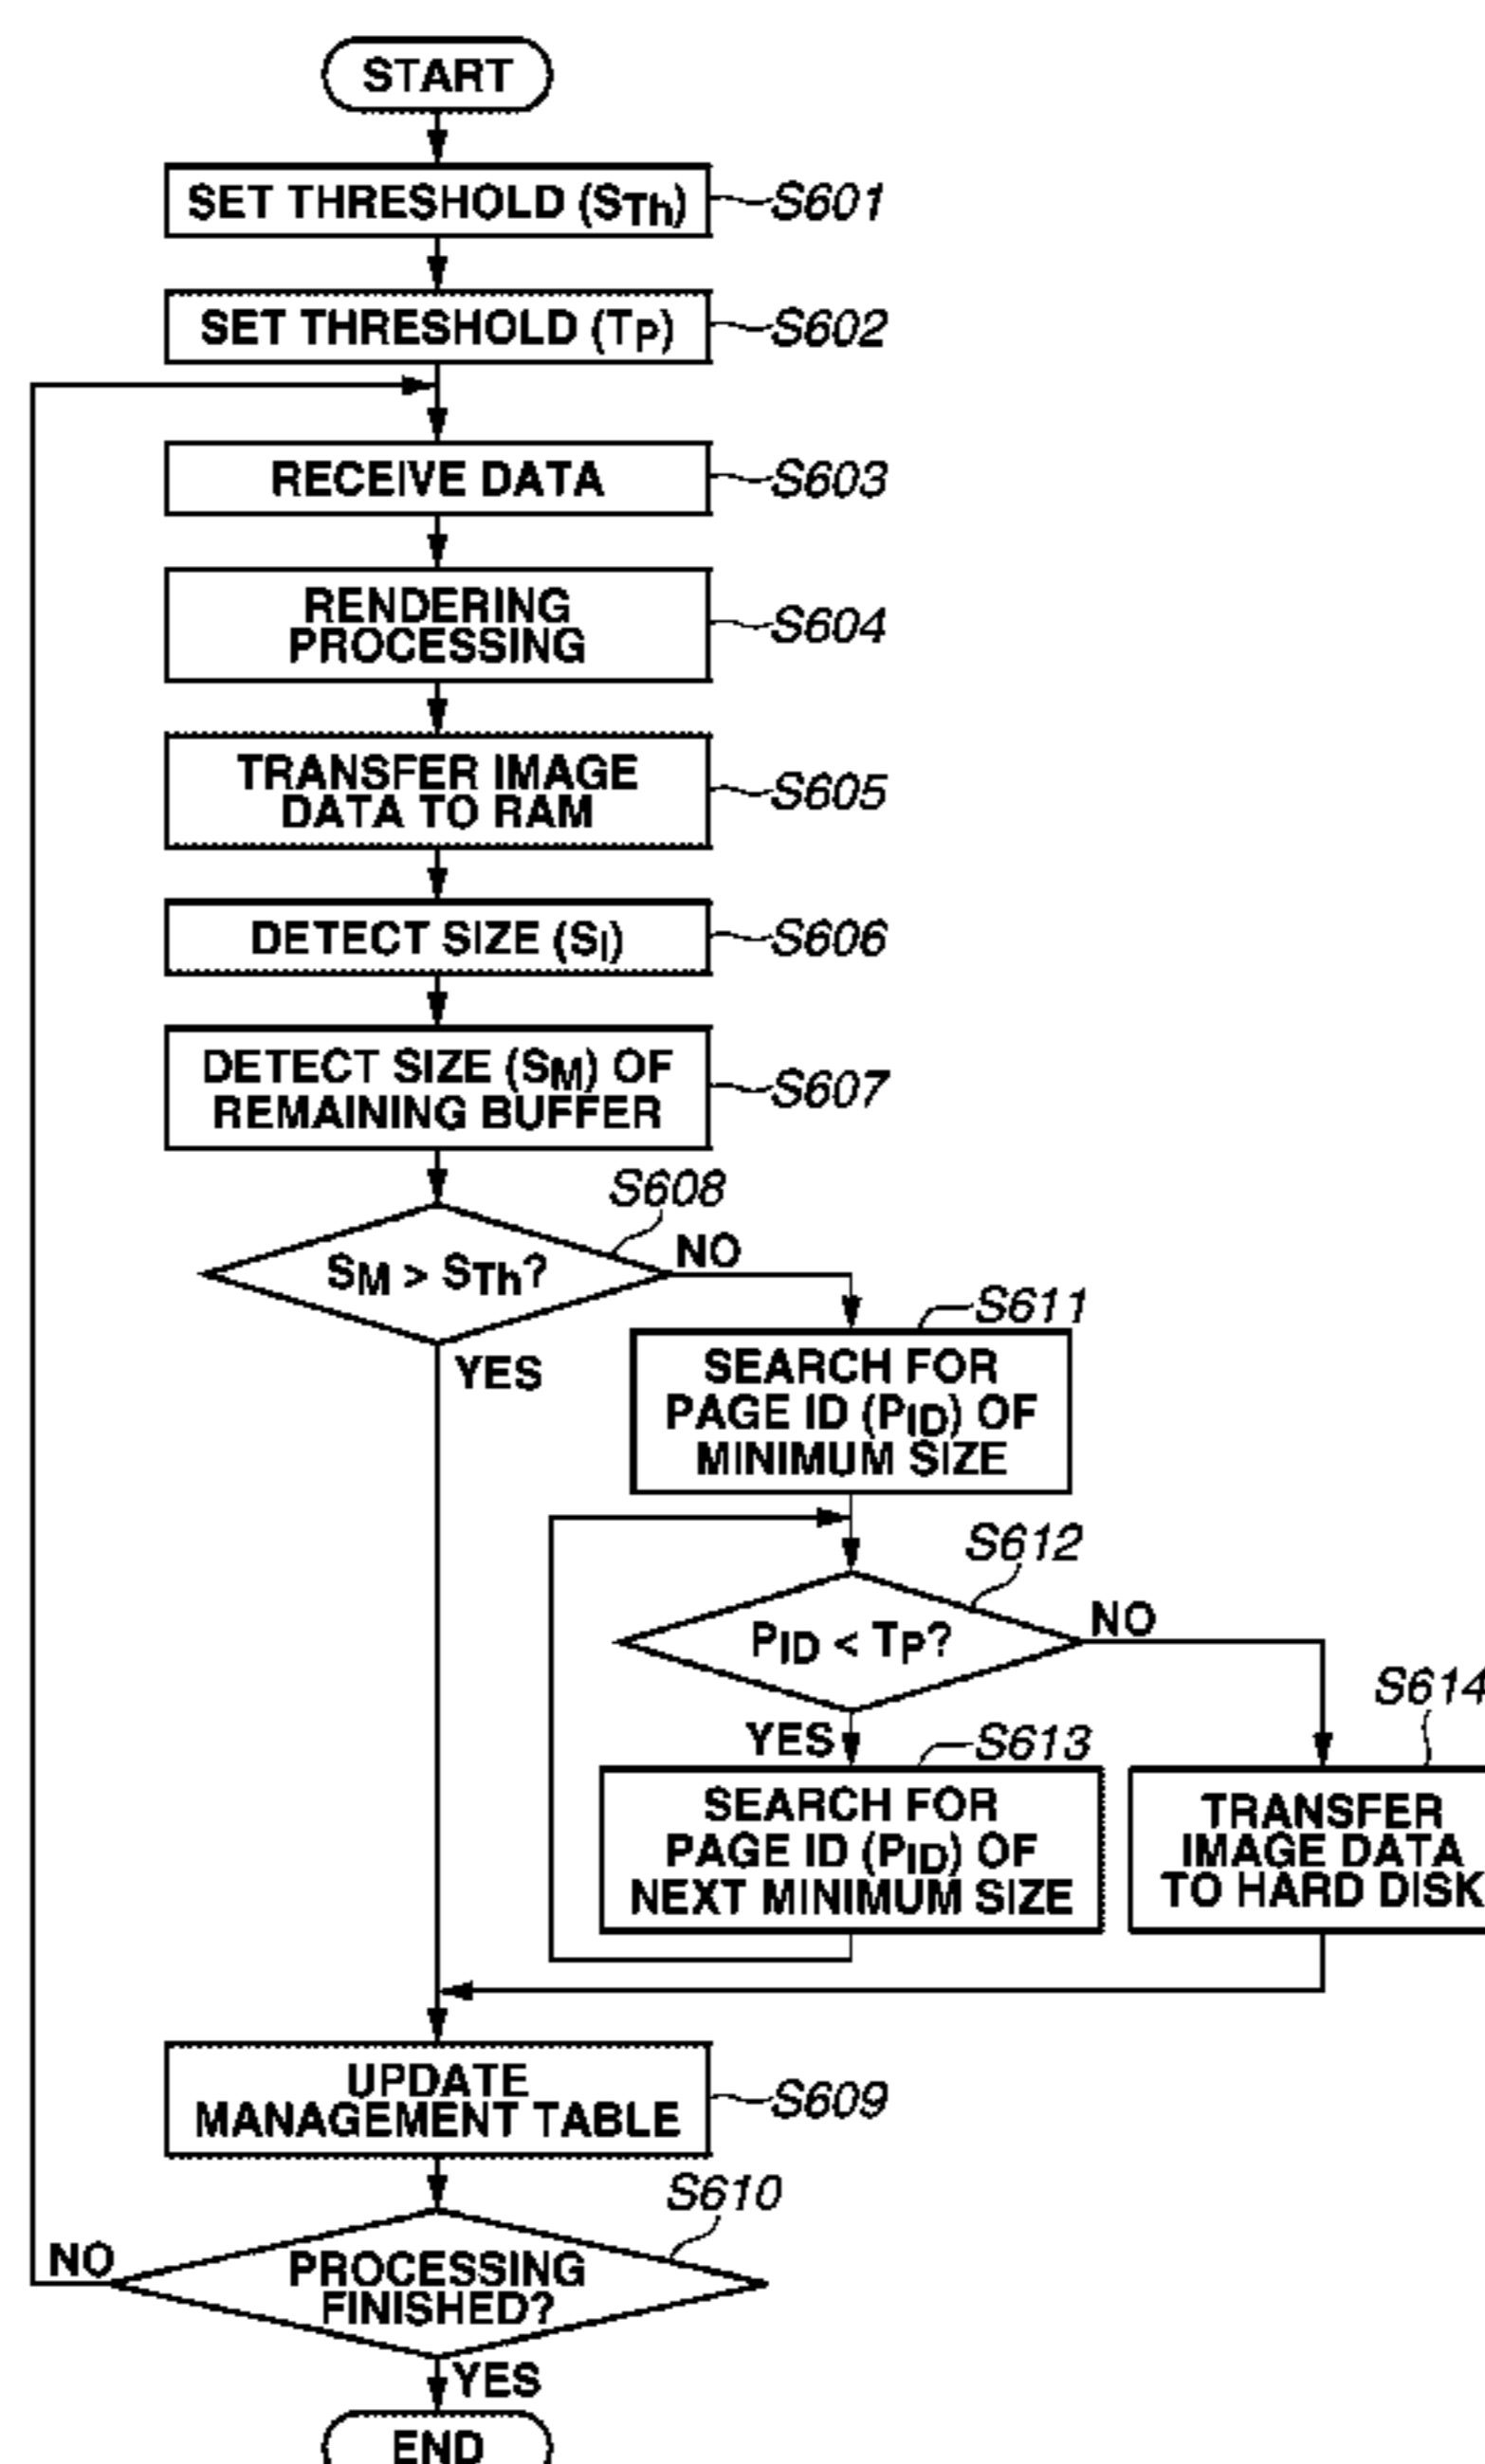 START
SET THRESHOLD (STh)
S601
SET THRESHOLD (TP)
S602
RECEIVE DATA
S603
RENDERING
PROCESSING
S604
TRANSFER IMAGE
DATA TO RAM
S605
DETECT SIZE (SI)
S606
DETECT SIZE (SM) OF
REMAINING BUFFER
S607
S608
SM > STh?
NO
YES
S611
SEARCH FOR
PAGE ID (PID) OF
MINIMUM SIZE
S612
PID < TP?
NO
YES
S613
SEARCH FOR
PAGE ID (PID) OF
NEXT MINIMUM SIZE
S614
TRANSFER
IMAGE DATA
TO HARD DISK
UPDATE
MANAGEMENT TABLE
S609
S610
PROCESSING
FINISHED?
NO
YES
END